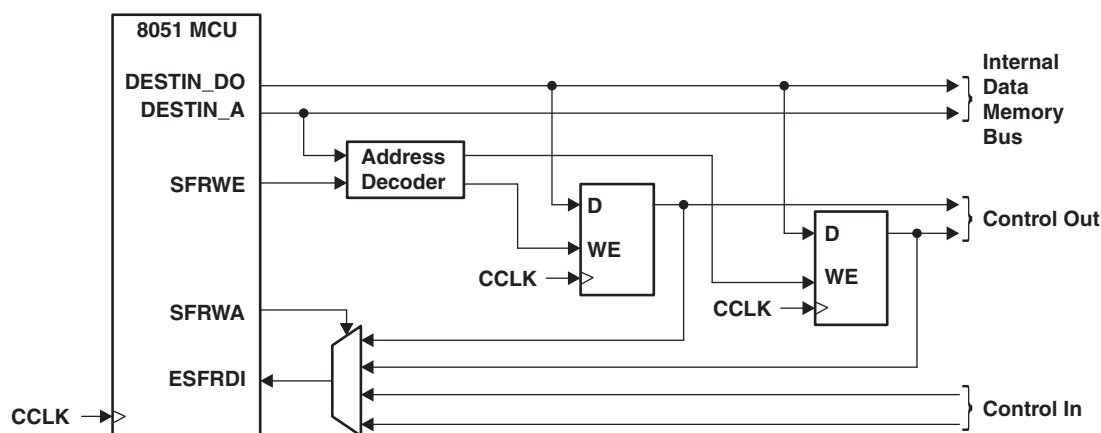 8051 MCU
DESTIN_DO
DESTIN_A
Internal
Data
Memory
Bus
Address
Decoder
SFRWE
D
WE
CCLK
D
WE
CCLK
Control Out
SFRWA
ESFRDI
CCLK
Control In